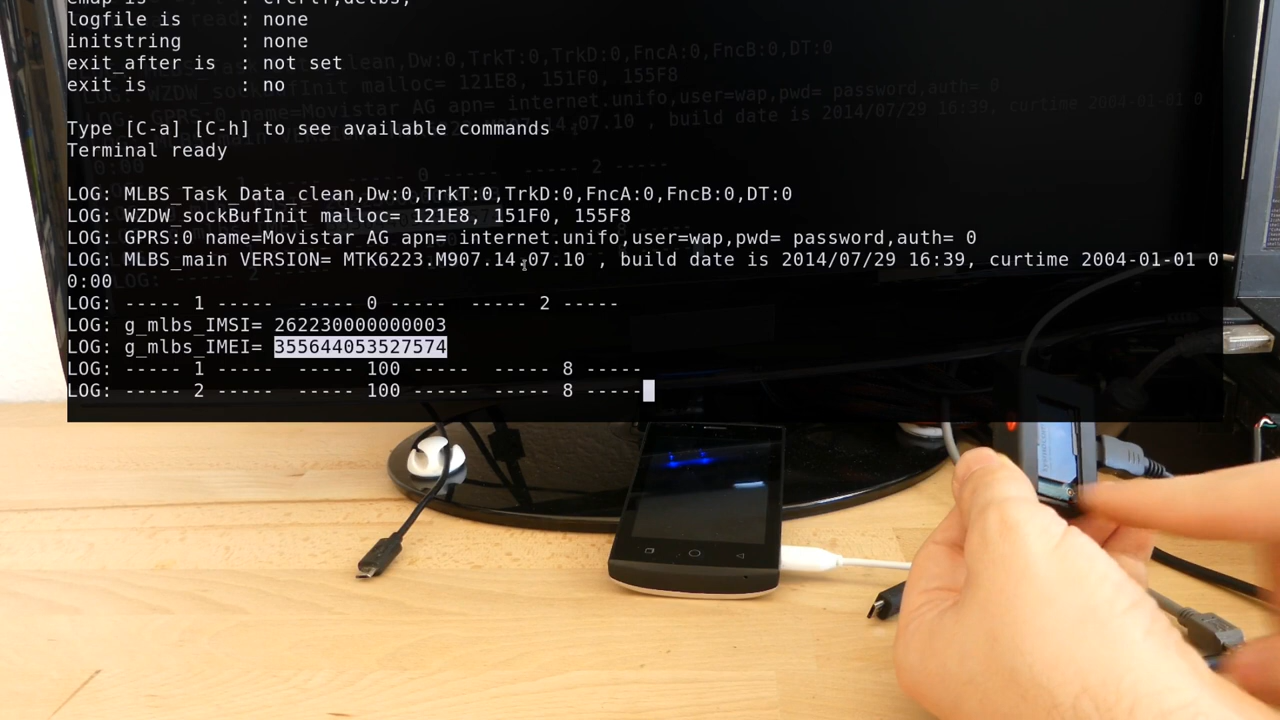 logfile is    : none
initstring    : none
exit_after is : not set
exit is       : no
Type [C-a] [C-h] to see available commands
Terminal ready
LOG: MLBS_Task_Data_clean,Dw:0,TrkT:0,TrkD:0,FncA:0,FncB:0,DT:0
LOG: WZDW_sockBufInit malloc= 121E8, 151F0, 155F8
LOG: GPRS:0 name=Movistar AG apn= internet.unifo,user=wap,pwd= password,auth= 0
LOG: MLBS_main VERSION= MTK6223.M907.14.07.10 , build date is 2014/07/29 16:39, curtime 2004-01-01 0
0:00
LOG: ----- 1  ----- 0 -----  ----- 2 -----
LOG: g_mlbs_IMSI= 262230000000003
LOG: g_mlbs_IMEI= 355644053527574
LOG: ----- 1  ----- 100 -----  ----- 8 -----
LOG: ----- 2  ----- 100 -----  ----- 8 -----